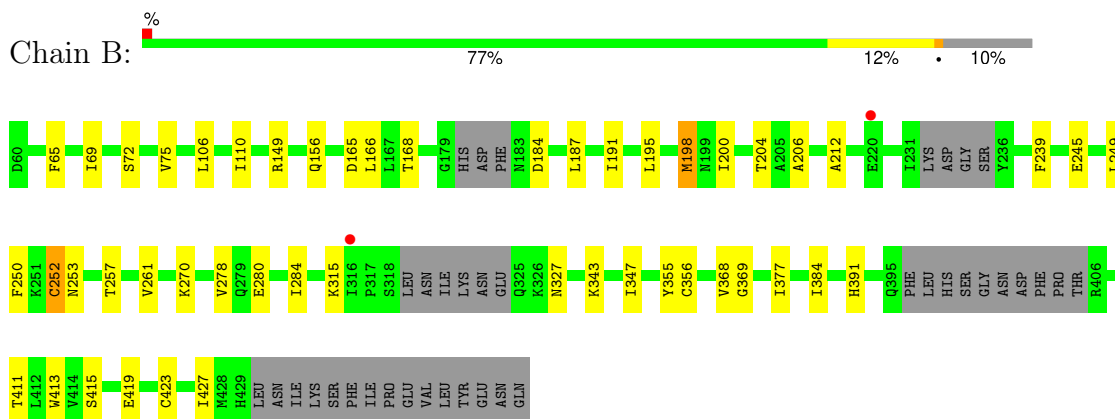 %
Chain B:
77% 12% • 10%
D60 F65 I69 S72 V75 L106 I110 R149 Q156 D165 L166 L167 T168 G179 HIS ASP PHE N183 D184 L187 I191 L195 M198 N199 I200 T204 A205 A206 A212 E220 I231 LYS ASP GLY SER Y236 F239 E245 L249
F250 K251 C252 N253 T257 V261 K270 V278 Q279 E280 I284 K315 I316 P317 S318 LEU ASN ILE LYS ASN GLU Q325 K326 N327 K343 I347 Y355 C356 V368 G369 I377 I384 H391 Q395 PHE LEU HIS SER GLY ASN ASP PHE PRO THR R406
T411 L412 W413 V414 S415 E419 C423 I427 M428 H429 LEU ASN ILE LYS SER PHE ILE PRO GLU VAL LEU TYR GLU ASN GLN